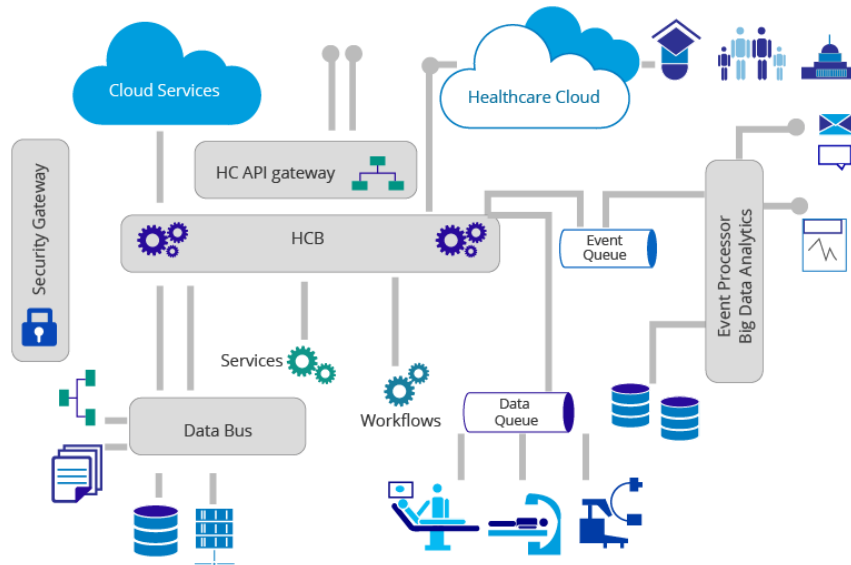 Cloud Services
Healthcare Cloud
HC API gateway
Security Gateway
HCB
Event
Queue
Event Processor
Big Data Analytics
Services
Workflows
Data
Queue
Data Bus